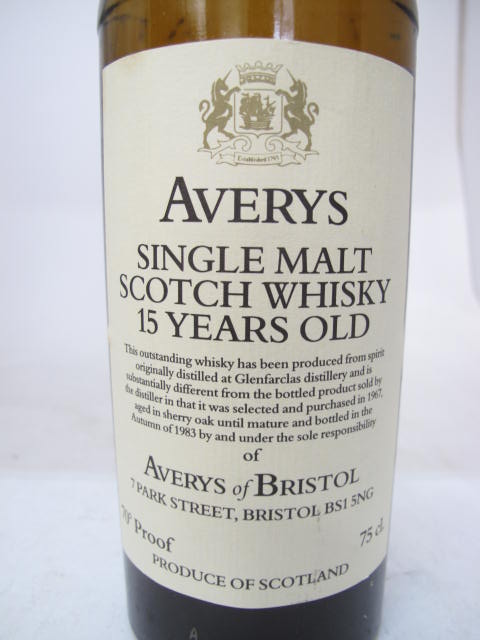 Established 1793
AVERYS
SINGLE MALT
SCOTCH WHISKY
15 YEARS OLD
This outstanding whisky has been produced from spirit
originally distilled at Glenfarclas distillery and is
substantially different from the bottled product sold by
the distiller in that it was selected and purchased in 1967,
aged in sherry oak until mature and bottled in the
Autumn of 1983 by and under the sole responsibility
of
AVERYS of BRISTOL
7 PARK STREET, BRISTOL BS1 5NG
70° Proof
75 cl.
PRODUCE OF SCOTLAND